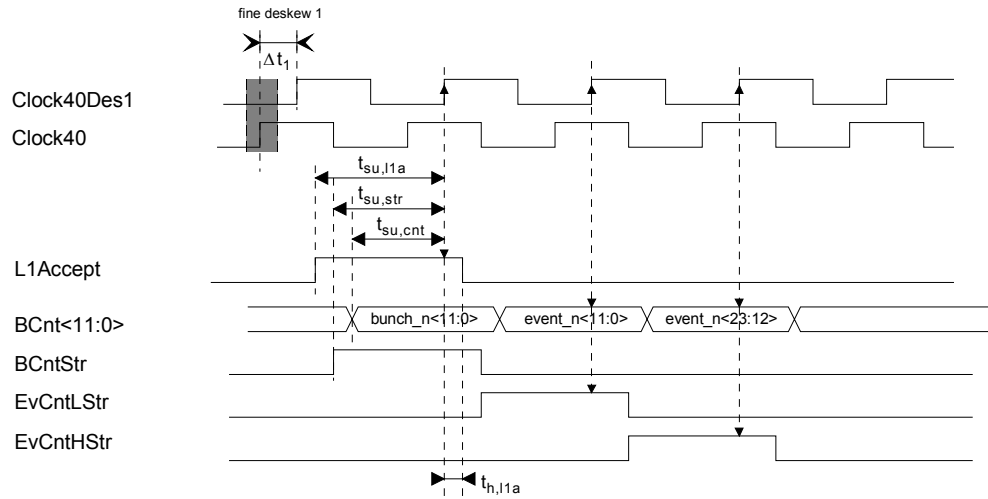 fine deskew 1
Δt1
Clock40Des1
Clock40
tsu,l1a
tsu,str
tsu,cnt
L1Accept
BCnt<11:0>
bunch_n<11:0>
event_n<11:0>
event_n<23:12>
BCntStr
EvCntLStr
EvCntHStr
th,l1a